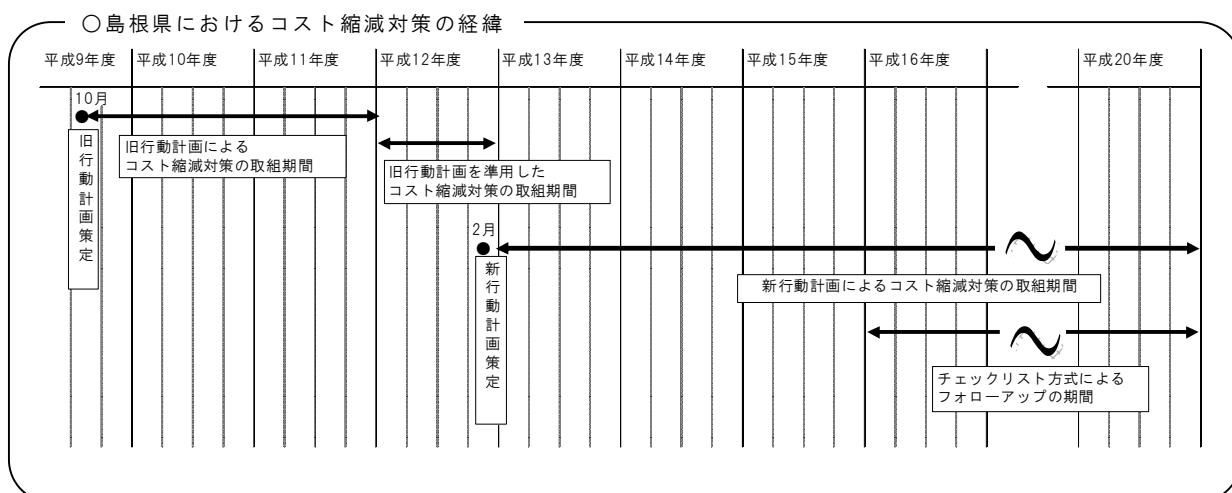 ○島根県におけるコスト縮減対策の経緯
平成9年度 平成10年度 平成11年度 平成12年度 平成13年度 平成14年度 平成15年度 平成16年度 平成20年度
10月
旧行動計画策定
旧行動計画による
コスト縮減対策の取組期間
旧行動計画を準用した
コスト縮減対策の取組期間
2月
新行動計画策定
新行動計画によるコスト縮減対策の取組期間
チェックリスト方式による
フォローアップの期間